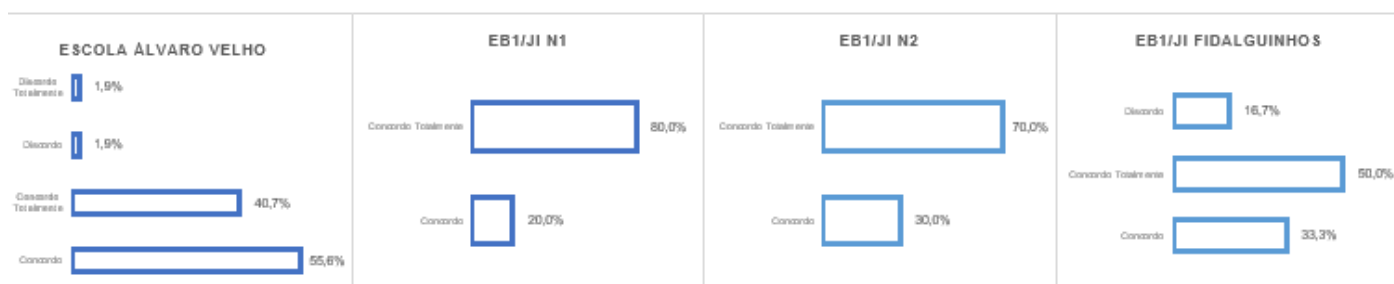 ESCOLA ÁLVARO VELHO
Discordo
Totalmente
1,9%
Discordo
1,9%
Concordo
Totalmente
40,7%
Concordo
55,6%
EB1/JI N1
Concordo Totalmente
80,0%
Concordo
20,0%
EB1/JI N2
Concordo Totalmente
70,0%
Concordo
30,0%
EB1/JI FIDALGUINHOS
Discordo
16,7%
Concordo Totalmente
50,0%
Concordo
33,3%